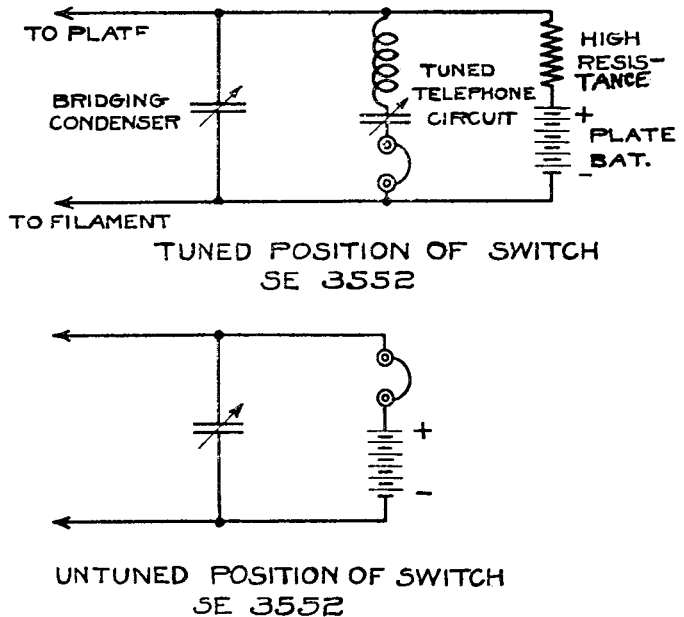 TO PLATE
BRIDGING
CONDENSER
TUNED
TELEPHONE
CIRCUIT
HIGH
RESIS-
TANCE
+
PLATE
BAT.
-
TO FILAMENT
TUNED POSITION OF SWITCH
SE 3552
+
-
UNTUNED POSITION OF SWITCH
SE 3552